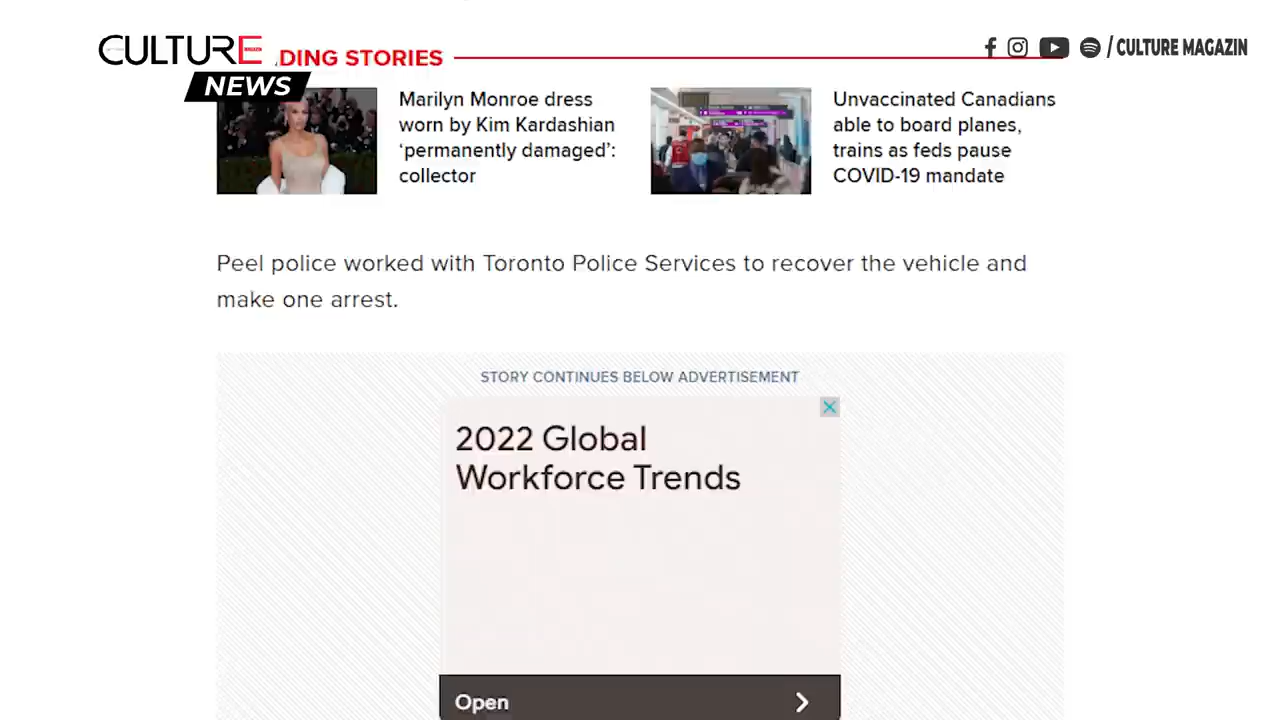 CULTURE
NEWS
DING STORIES
/ CULTURE MAGAZIN
Marilyn Monroe dress
worn by Kim Kardashian
‘permanently damaged’:
collector
Unvaccinated Canadians
able to board planes,
trains as feds pause
COVID-19 mandate
Peel police worked with Toronto Police Services to recover the vehicle and
make one arrest.
STORY CONTINUES BELOW ADVERTISEMENT
2022 Global
Workforce Trends
Open